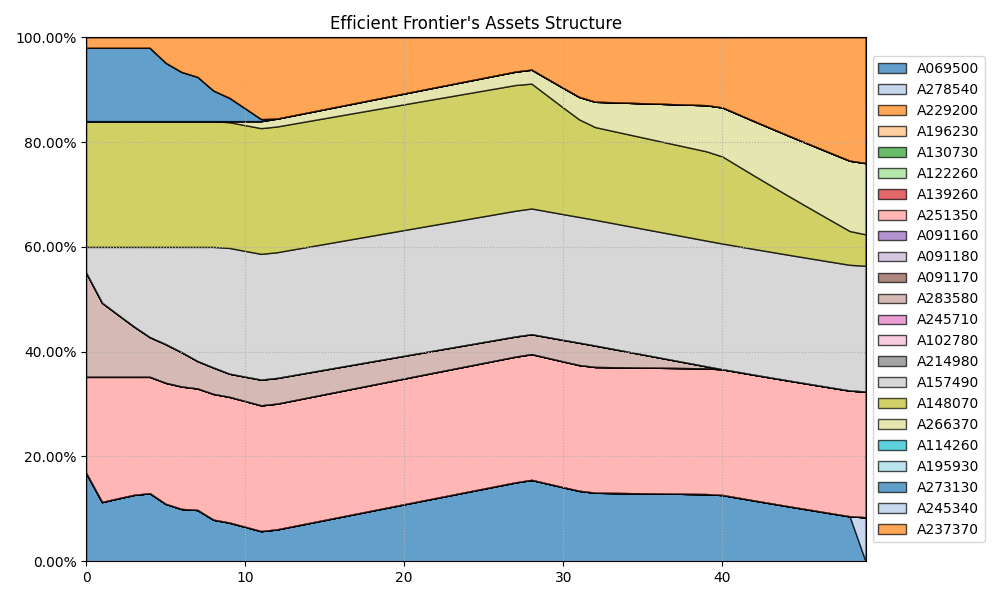 Efficient Frontier's Assets Structure
100.00%
80.00%
60.00%
40.00%
20.00%
0.00%
0
10
20
30
40
A069500
A278540
A229200
A196230
A130730
A122260
A139260
A251350
A091160
A091180
A091170
A283580
A245710
A102780
A214980
A157490
A148070
A266370
A114260
A195930
A273130
A245340
A237370